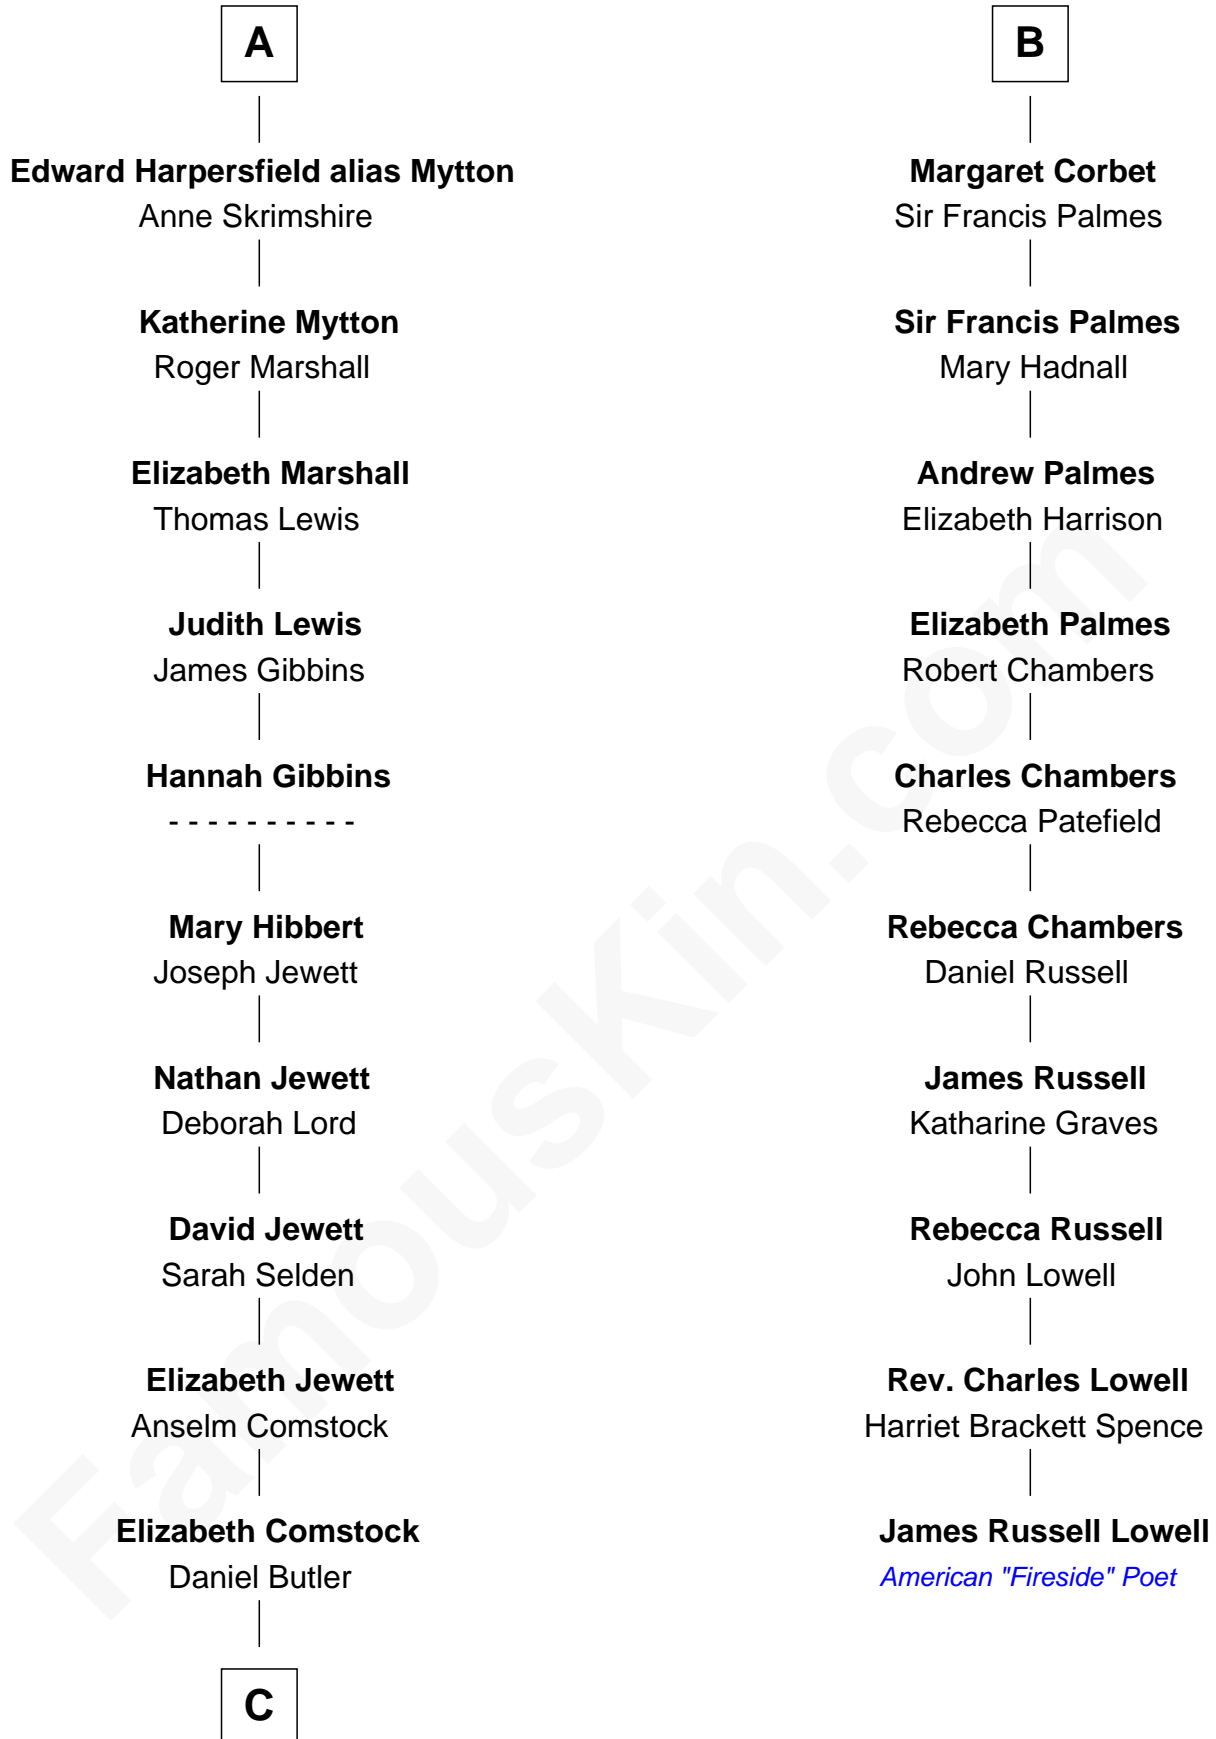 A
Edward Harpersfield alias Mytton
Anne Skrimshire
Katherine Mytton
Roger Marshall
Elizabeth Marshall
Thomas Lewis
Judith Lewis
James Gibbins
Hannah Gibbins
- - - - - - - - - -
Mary Hibbert
Joseph Jewett
Nathan Jewett
Deborah Lord
David Jewett
Sarah Selden
Elizabeth Jewett
Anselm Comstock
Elizabeth Comstock
Daniel Butler
C
B
Margaret Corbet
Sir Francis Palmes
Sir Francis Palmes
Mary Hadnall
Andrew Palmes
Elizabeth Harrison
Elizabeth Palmes
Robert Chambers
Charles Chambers
Rebecca Patefield
Rebecca Chambers
Daniel Russell
James Russell
Katharine Graves
Rebecca Russell
John Lowell
Rev. Charles Lowell
Harriet Brackett Spence
James Russell Lowell
American "Fireside" Poet
FamousKin.com